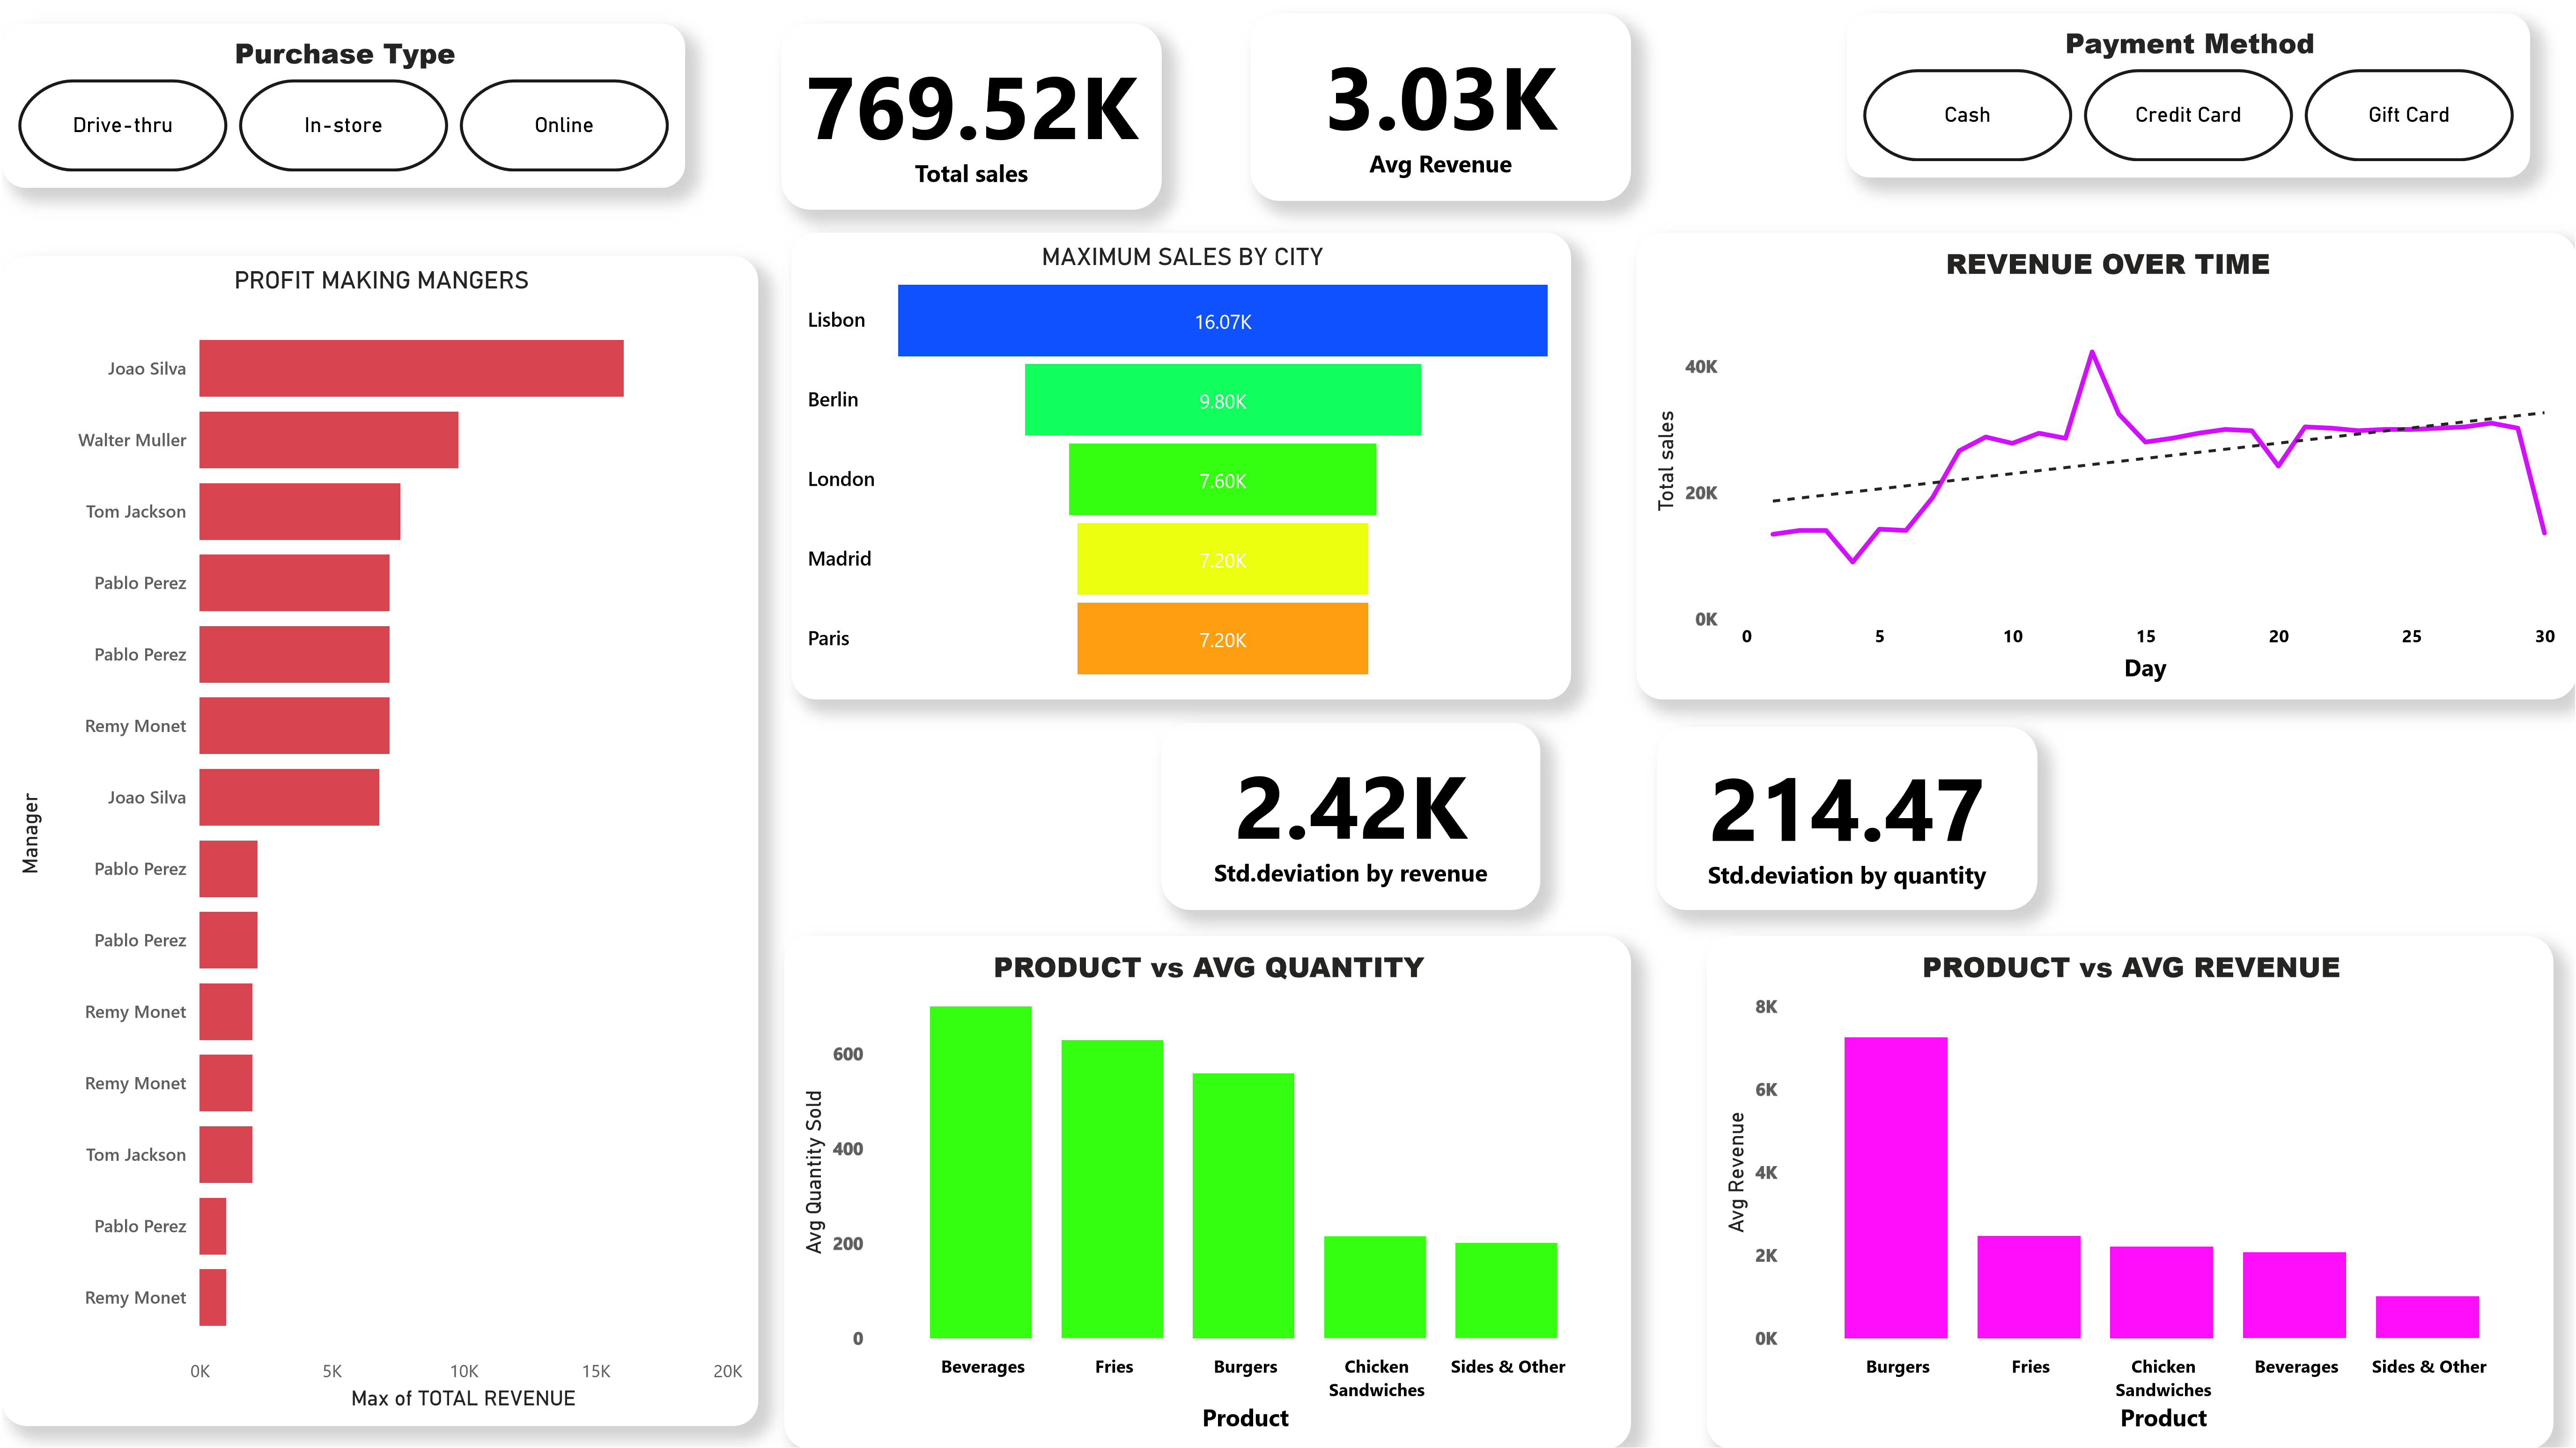 Purchase Type
Drive-thru
In-store
Online
769.52K
Total sales
3.03K
Avg Revenue
Payment Method
Cash
Credit Card
Gift Card
PROFIT MAKING MANGERS
Manager
Joao Silva
Walter Muller
Tom Jackson
Pablo Perez
Pablo Perez
Remy Monet
Joao Silva
Pablo Perez
Pablo Perez
Remy Monet
Remy Monet
Tom Jackson
Pablo Perez
Remy Monet
0K 5K 10K 15K 20K
Max of TOTAL REVENUE
MAXIMUM SALES BY CITY
Lisbon 16.07K
Berlin 9.80K
London 7.60K
Madrid 7.20K
Paris 7.20K
REVENUE OVER TIME
Total sales
40K
20K
0K
0 5 10 15 20 25 30
Day
2.42K
Std.deviation by revenue
214.47
Std.deviation by quantity
PRODUCT vs AVG QUANTITY
Avg Quantity Sold
600
400
200
0
Beverages Fries Burgers Chicken Sides & Other
Sandwiches
Product
PRODUCT vs AVG REVENUE
Avg Revenue
8K
6K
4K
2K
0K
Burgers Fries Chicken Beverages Sides & Other
Sandwiches
Product